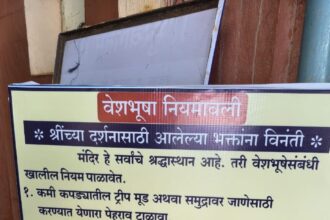 वेशभूषा नियमावली
* श्रींच्या दर्शनासाठी आलेल्या भक्तांना विनंती *
मंदिर हे सर्वांचे श्रद्धास्थान आहे. तरी वेशभूषेसंबंधी
खालील नियम पाळावेत.
१. कमी कपड्यातील ट्रीप मूड अथवा समुद्रावर जाणेसाठी
करण्यात येणारा पेहराव टाळावा